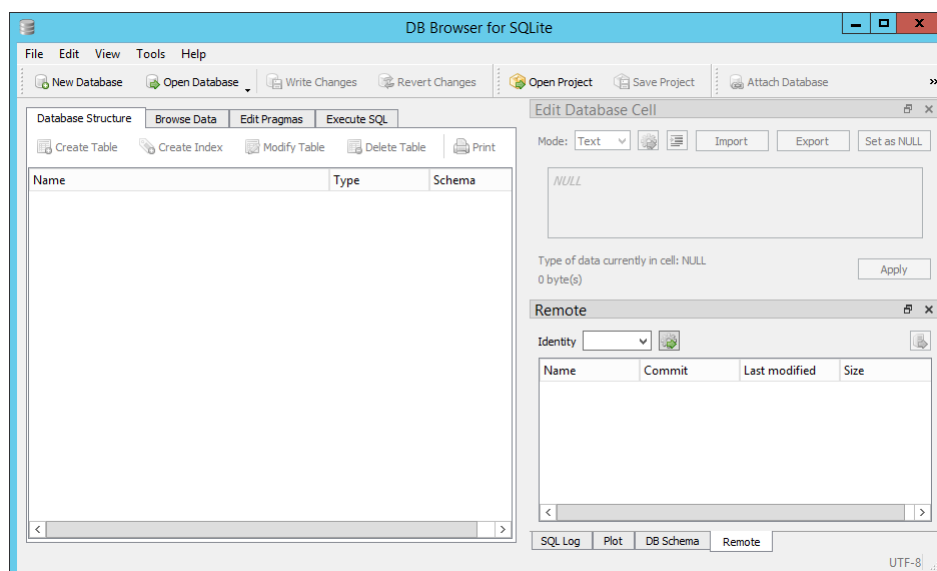 DB Browser for SQLite
File Edit View Tools Help
New Database Open Database Write Changes Revert Changes Open Project Save Project Attach Database »
Database Structure Browse Data Edit Pragmas Execute SQL
Create Table Create Index Modify Table Delete Table Print
Name Type Schema
Edit Database Cell
Mode: Text Import Export Set as NULL
NULL
Type of data currently in cell: NULL
0 byte(s)
Apply
Remote
Identity
Name Commit Last modified Size
SQL Log Plot DB Schema Remote
UTF-8